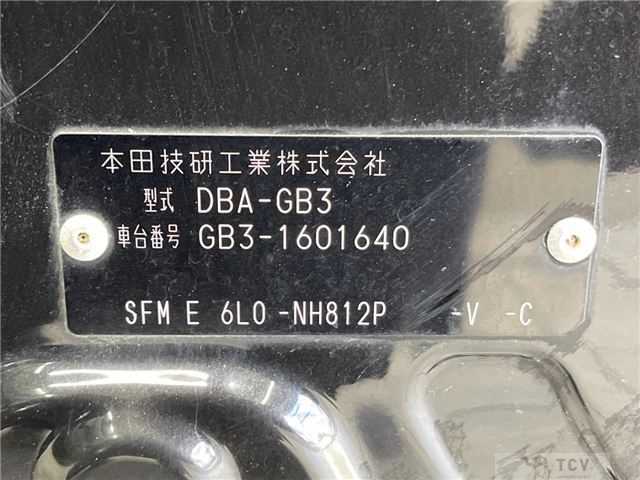 本田技研工業株式会社
型式 DBA-GB3
車台番号 GB3-1601640
SFM E 6L0 -NH812P -V -C
TCV